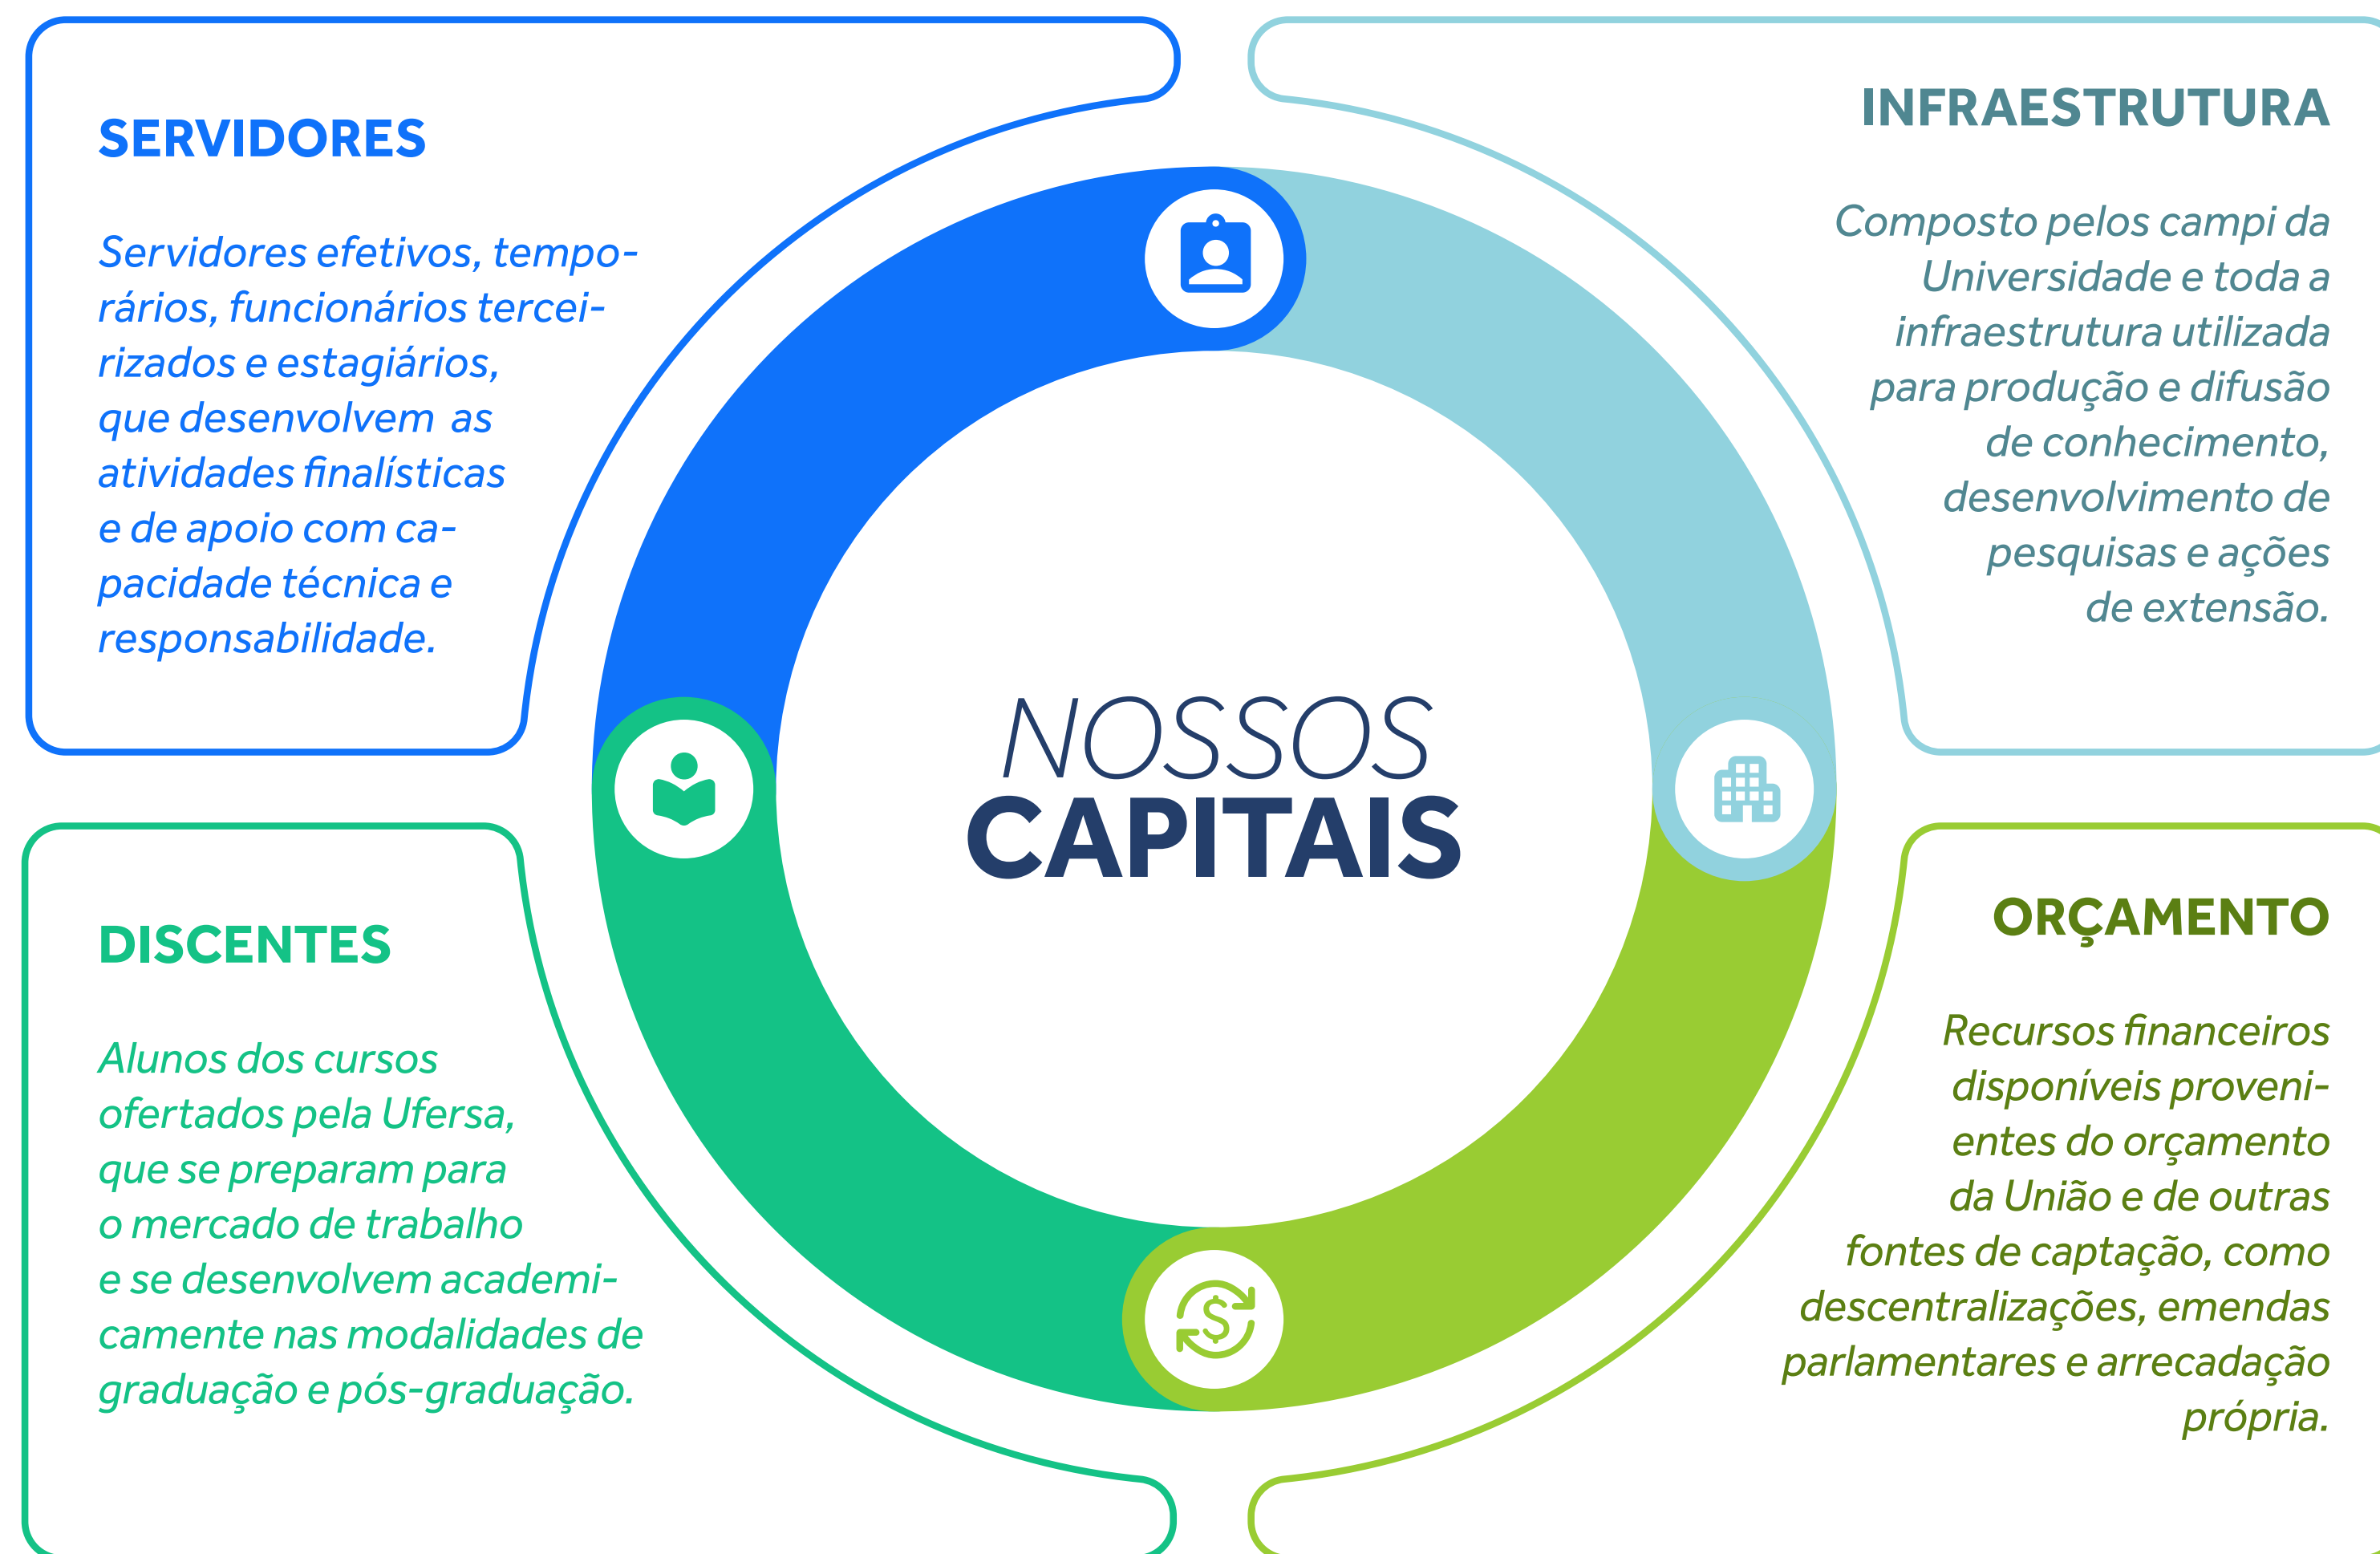 SERVIDORES
Servidores efetivos, tempo-
rários, funcionários tercei-
rizados e estagiários,
que desenvolvem as
atividades finalísticas
e de apoio com ca-
pacidade técnica e
responsabilidade.
INFRAESTRUTURA
Composto pelos campi da
Universidade e toda a
infraestrutura utilizada
para produção e difusão
de conhecimento,
desenvolvimento de
pesquisas e ações
de extensão.
NOSSOS
CAPITAIS
DISCENTES
Alunos dos cursos
ofertados pela Ufersa,
que se preparam para
o mercado de trabalho
e se desenvolvem academi-
camente nas modalidades de
graduação e pós-graduação.
ORÇAMENTO
Recursos financeiros
disponíveis proveni-
entes do orçamento
da União e de outras
fontes de captação, como
descentralizações, emendas
parlamentares e arrecadação
própria.
$